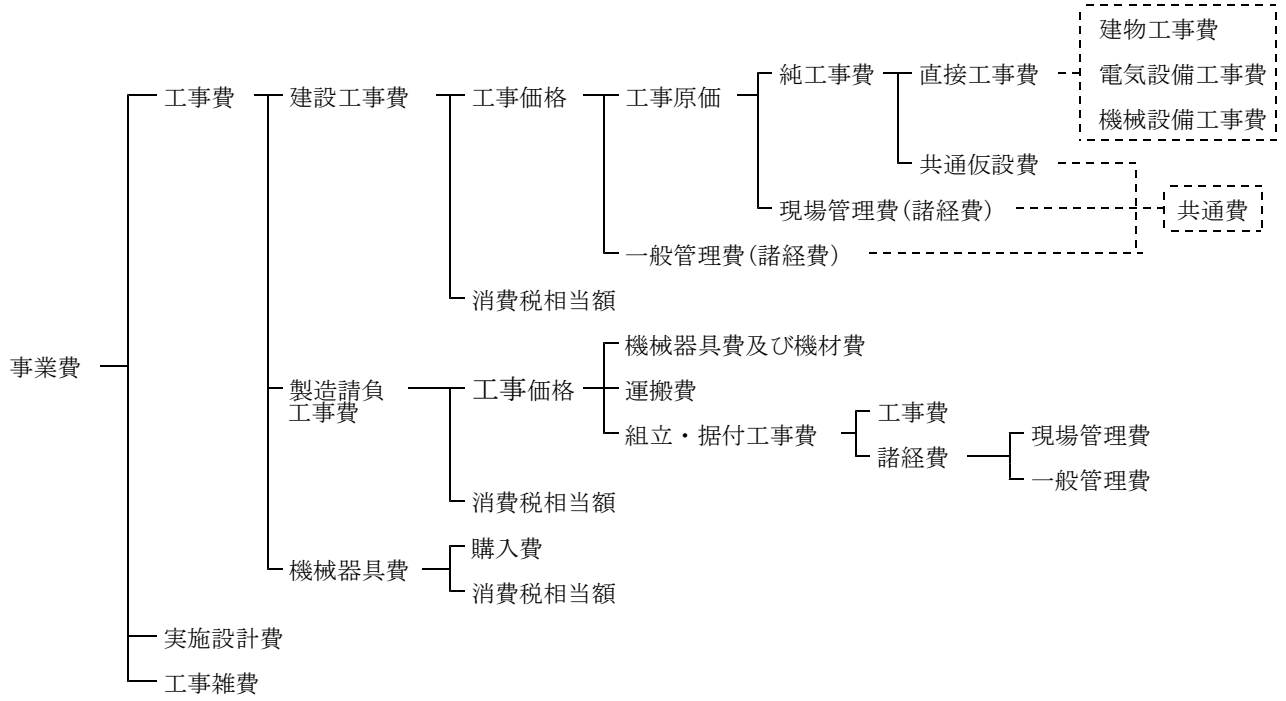 建物工事費
純工事費
直接工事費
電気設備工事費
工事費
建設工事費
工事価格
工事原価
機械設備工事費
共通仮設費
現場管理費(諸経費)
共通費
一般管理費(諸経費)
消費税相当額
機械器具費及び機材費
事業費
製造請負
工事費
工事価格
運搬費
組立・据付工事費
工事費
諸経費
現場管理費
一般管理費
消費税相当額
購入費
機械器具費
消費税相当額
実施設計費
工事雑費